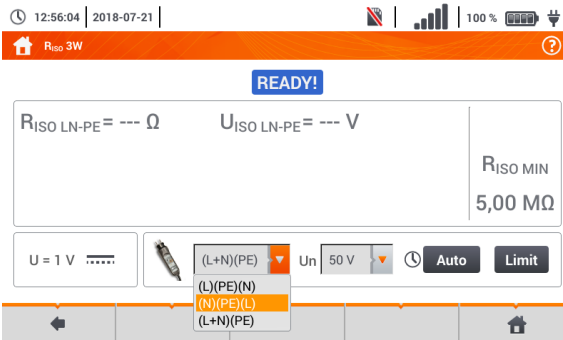 12:56:04 2018-07-21 100 %
RISO 3W ?
READY!
RISO LN-PE= --- Ω UISO LN-PE= --- V
RISO MIN
5,00 MΩ
U = 1 V (L+N)(PE) Un 50 V Auto Limit
(L)(PE)(N)
(N)(PE)(L)
(L+N)(PE)